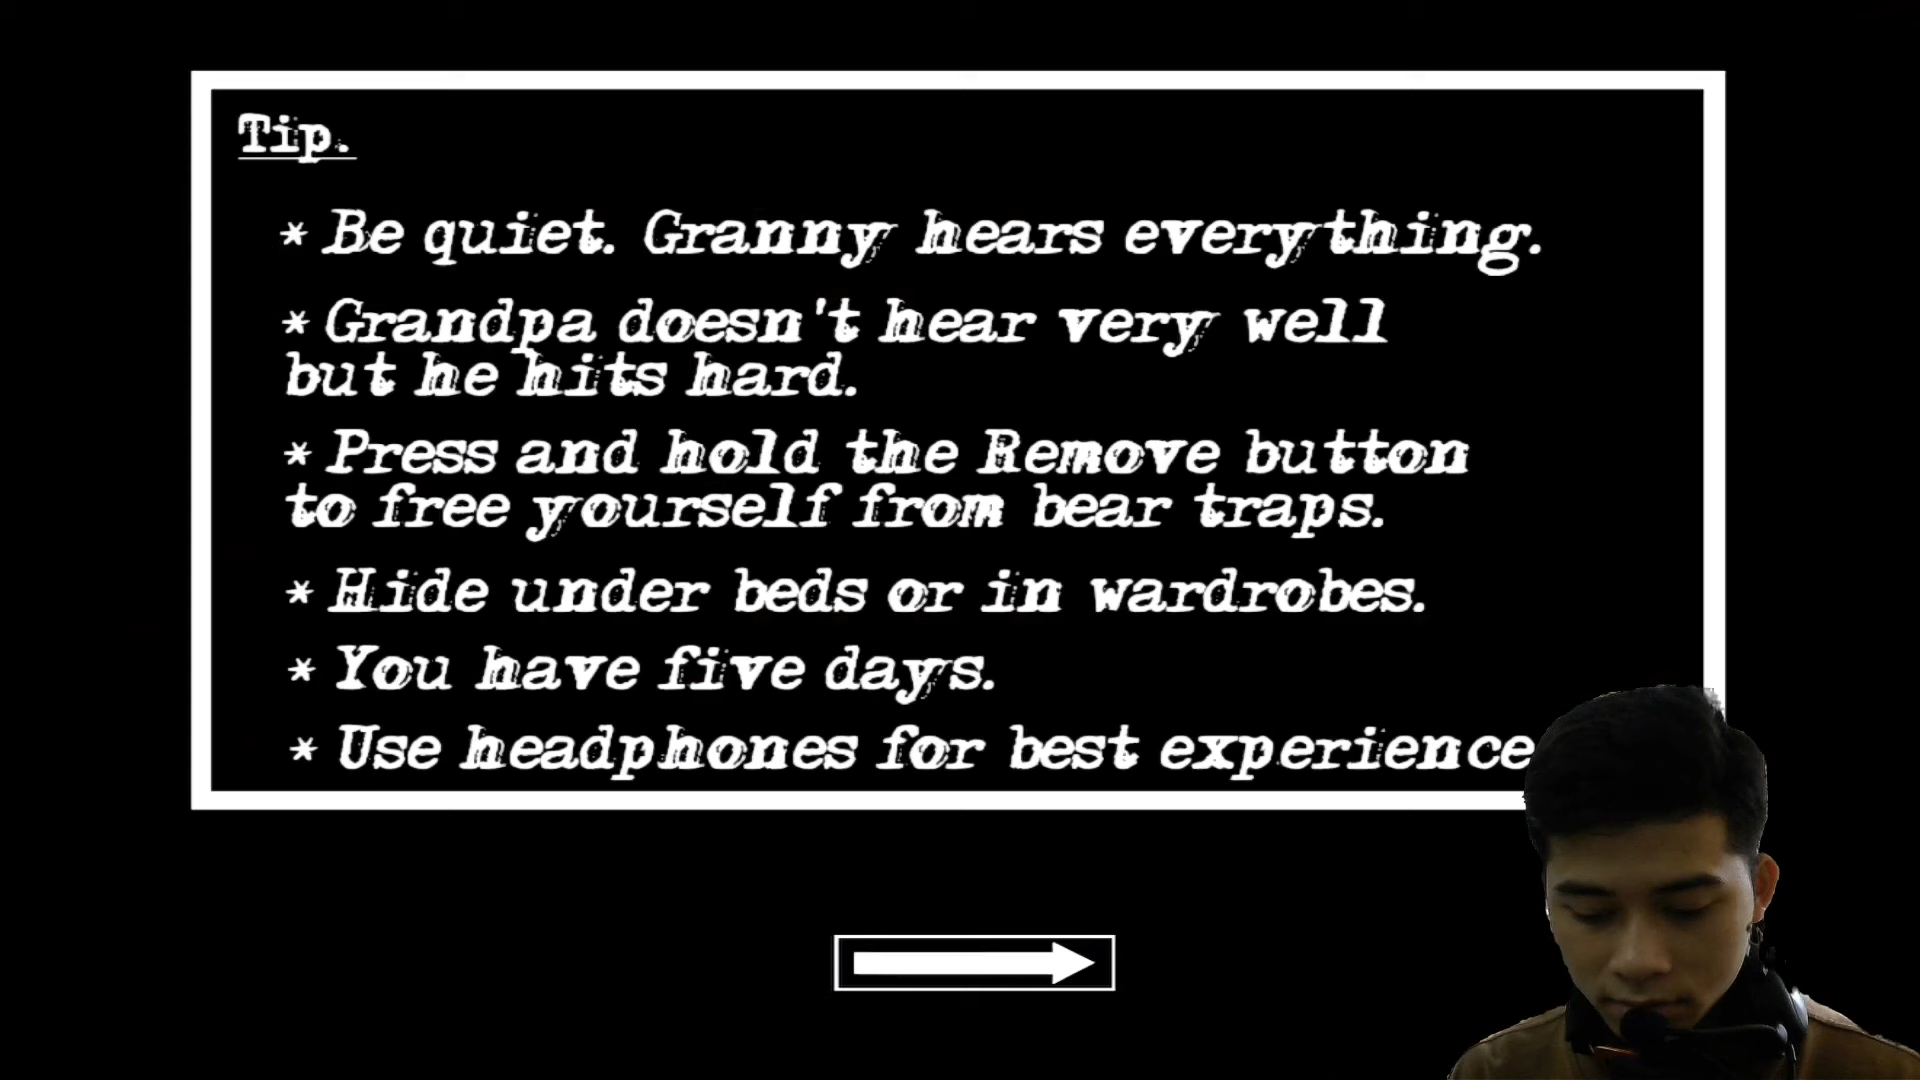 Tip.
* Be quiet. Granny hears everything.
* Grandpa doesn't hear very well
but he hits hard.
* Press and hold the Remove button
to free yourself from bear traps.
* Hide under beds or in wardrobes.
* You have five days.
* Use headphones for best experience